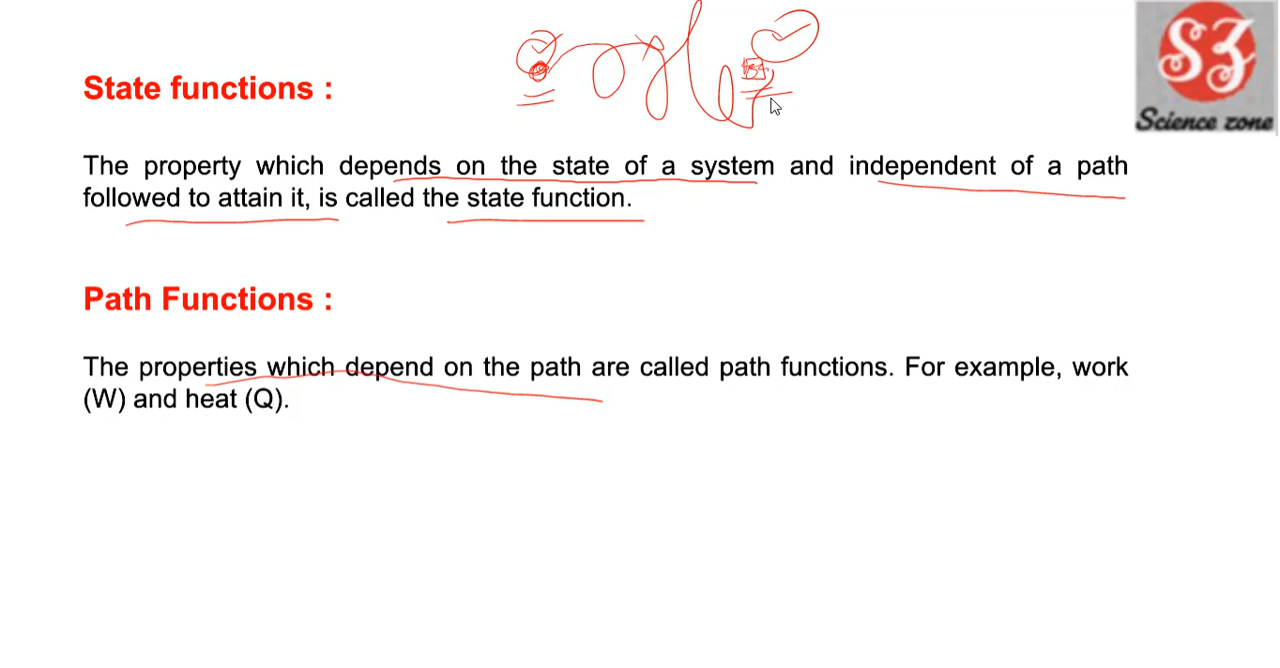 SZ
Science zone
State functions :
The property which depends on the state of a system and independent of a path
followed to attain it, is called the state function.
Path Functions :
The properties which depend on the path are called path functions. For example, work
(W) and heat (Q).